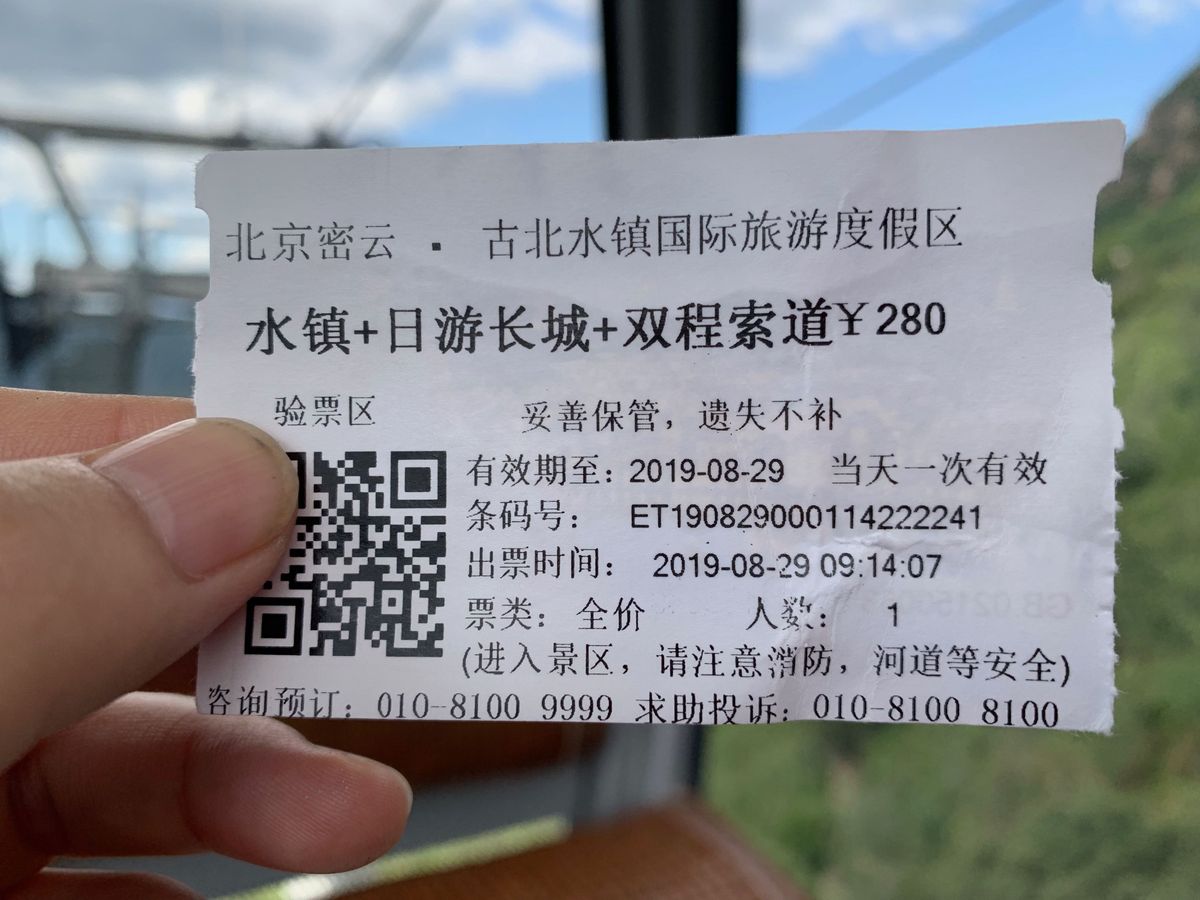 北京密云 · 古北水镇国际旅游度假区
水镇+日游长城+双程索道¥280
验票区 妥善保管，遗失不补
有效期至：2019-08-29 当天一次有效
条码号： ET190829000114222241
出票时间： 2019-08-29 09:14:07
票类： 全价 人数： 1
(进入景区，请注意消防，河道等安全)
咨询预订：010-8100 9999 求助投诉：010-8100 8100